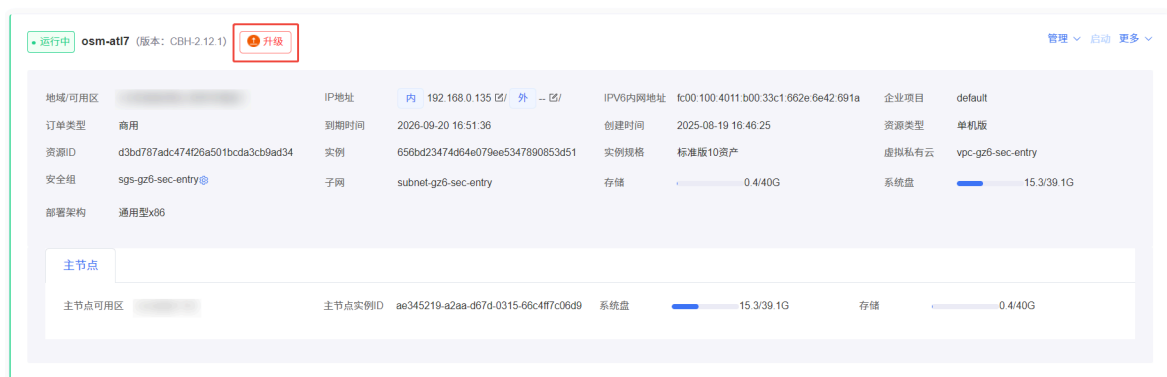 运行中 osm-atl7 (版本：CBH-2.12.1) 升级 管理 启动 更多
地域/可用区 IP地址 内 192.168.0.135 / 外 -- / IPV6内网地址 fc00:100:4011:b00:33c1:662e:6e42:691a 企业项目 default
订单类型 商用 到期时间 2026-09-20 16:51:36 创建时间 2025-08-19 16:46:25 资源类型 单机版
资源ID d3bd787adc474f26a501bcda3cb9ad34 实例 656bd23474d64e079ee5347890853d51 实例规格 标准版10资产 虚拟私有云 vpc-gz6-sec-entry
安全组 sgs-gz6-sec-entry 子网 subnet-gz6-sec-entry 存储 0.4/40G 系统盘 15.3/39.1G
部署架构 通用型x86
主节点
主节点可用区 主节点实例ID ae345219-a2aa-d67d-0315-66c4ff7c06d9 系统盘 15.3/39.1G 存储 0.4/40G